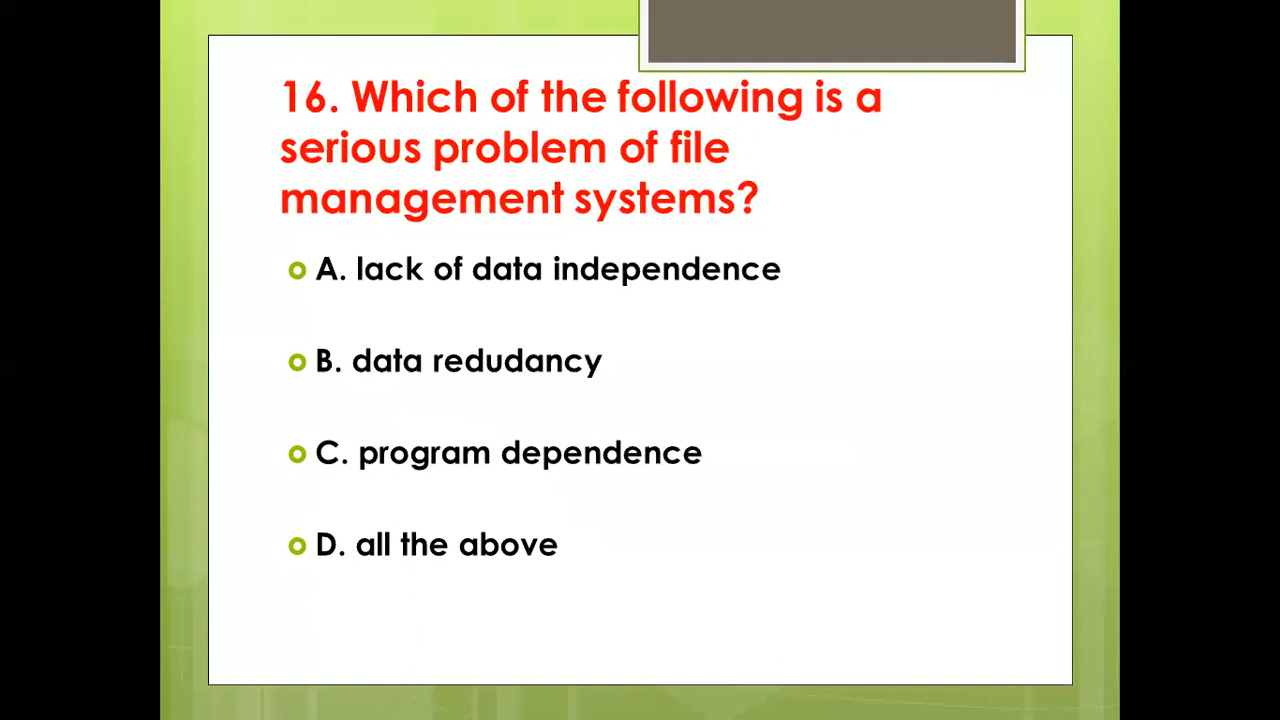 16. Which of the following is a
serious problem of file
management systems?
A. lack of data independence
B. data redudancy
C. program dependence
D. all the above